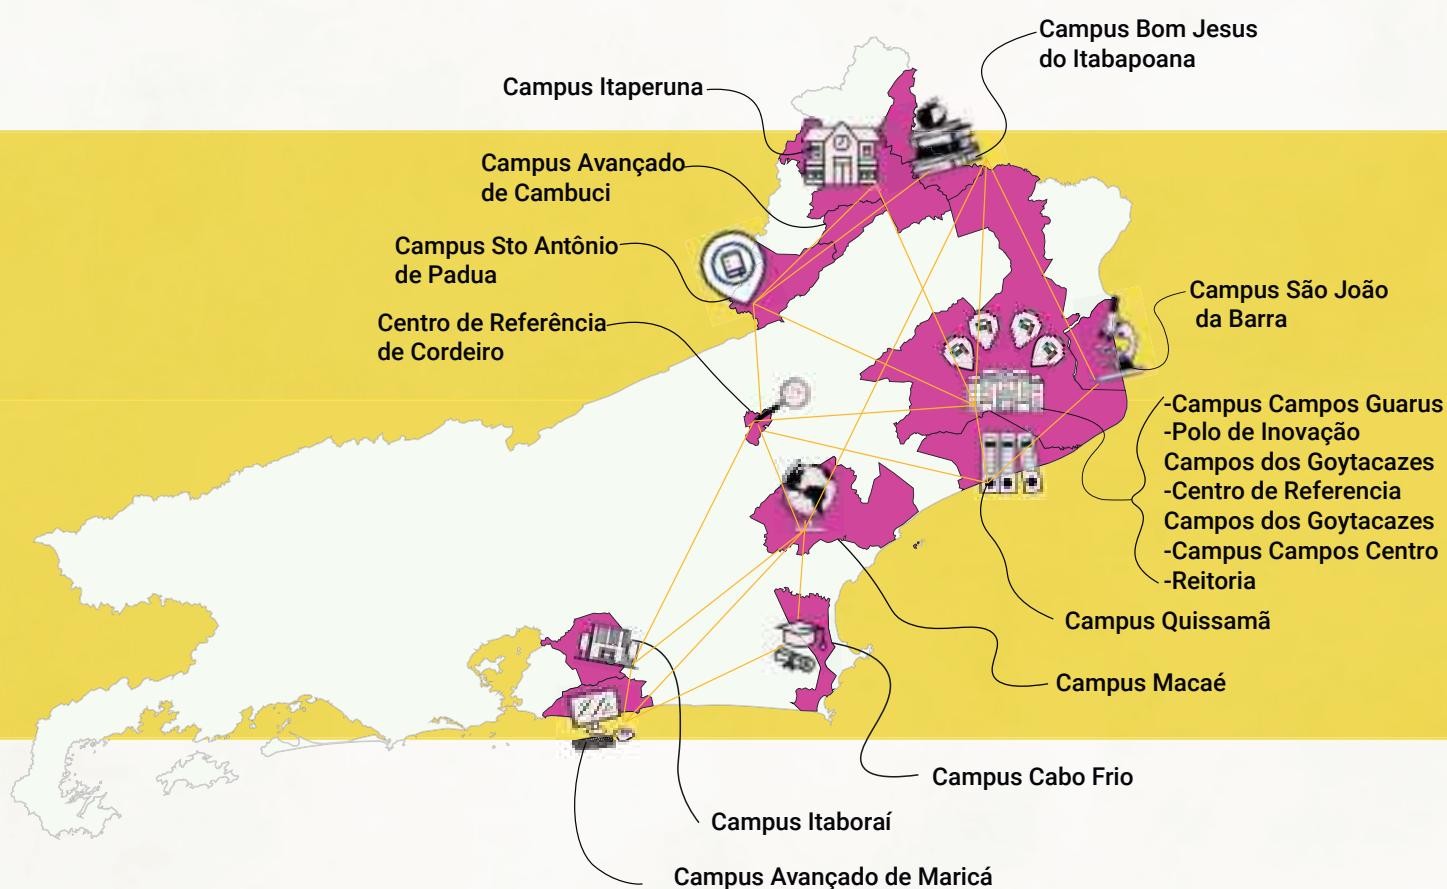 Campus Bom Jesus
do Itabapoana
Campus Itaperuna
Campus Avançado
de Cambuci
Campus Sto Antônio
de Padua
Centro de Referência
de Cordeiro
Campus São João
da Barra
-Campus Campos Guarus
-Polo de Inovação
Campos dos Goytacazes
-Centro de Referencia
Campos dos Goytacazes
-Campus Campos Centro
-Reitoria
Campus Quissamã
Campus Macaé
Campus Cabo Frio
Campus Itaboraí
Campus Avançado de Maricá